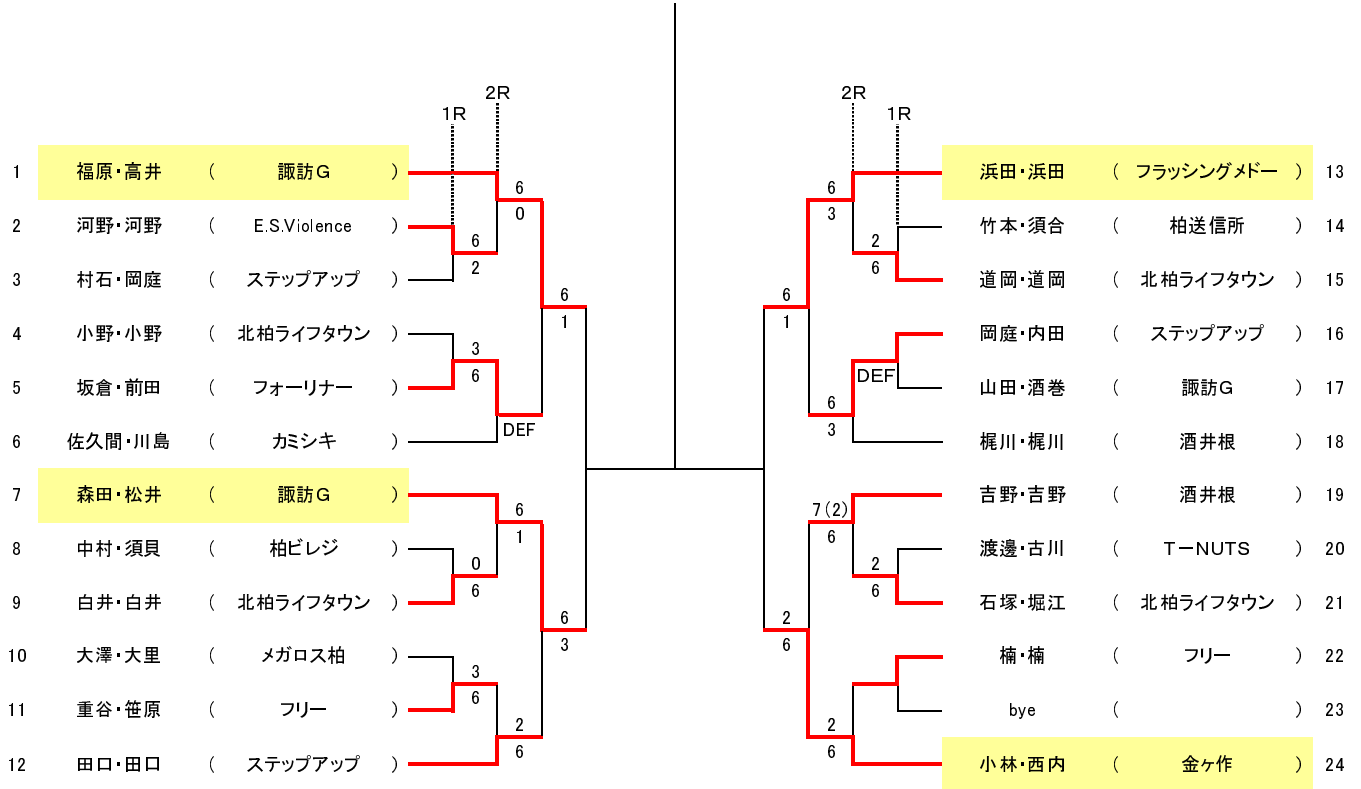 2R 2R
1R 1R
1 福原・高井 ( 諏訪G )
2 河野・河野 ( E.S.Violence )
3 村石・岡庭 ( ステップアップ )
4 小野・小野 ( 北柏ライフタウン )
5 坂倉・前田 ( フォーリナー )
6 佐久間・川島 ( カミシキ )
7 森田・松井 ( 諏訪G )
8 中村・須貝 ( 柏ビレジ )
9 白井・白井 ( 北柏ライフタウン )
10 大澤・大里 ( メガロス柏 )
11 重谷・笹原 ( フリー )
12 田口・田口 ( ステップアップ )
6
0
6
2
6
1
3
6
DEF
6
1
0
6
6
3
3
6
2
6
浜田・浜田 ( フラッシングメドー ) 13
竹本・須合 ( 柏送信所 ) 14
道岡・道岡 ( 北柏ライフタウン ) 15
岡庭・内田 ( ステップアップ ) 16
山田・酒巻 ( 諏訪G ) 17
梶川・梶川 ( 酒井根 ) 18
吉野・吉野 ( 酒井根 ) 19
渡邊・古川 ( T－NUTS ) 20
石塚・堀江 ( 北柏ライフタウン ) 21
楠・楠 ( フリー ) 22
bye ( ) 23
小林・西内 ( 金ヶ作 ) 24
6
3
2
6
6
1
DEF
6
3
7(2)
6
2
6
2
6
2
6